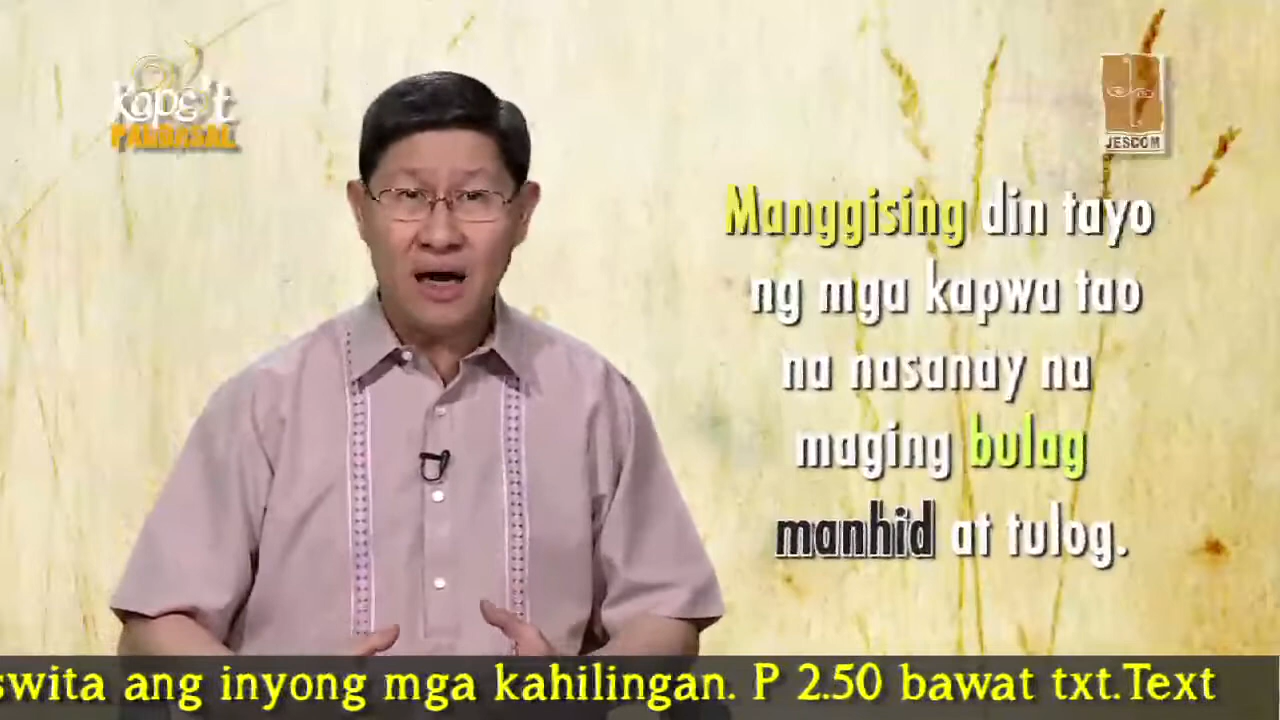 Kape't
PANDASAL
JESCOM
Manggising din tayo
ng mga kapwa tao
na nasanay na
maging bulag
manhid at tulog.
swita ang inyong mga kahilingan. P 2.50 bawat txt.Text